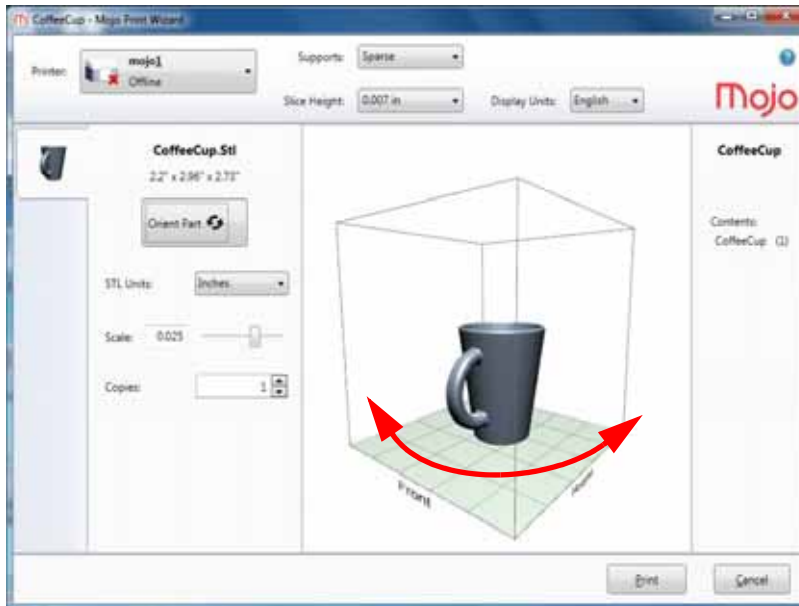 CoffeeCup - Mojo Print Wizard
Printer:
mojo1
Offline
Supports:
Sparse
Slice Height:
0.007 in
Display Units:
English
mojo
CoffeeCup.Stl
2.2" x 2.96" x 2.73"
Orient Part
STL Units:
Inches
Scale:
0.025
Copies:
1
Front
CoffeeCup
Contents:
CoffeeCup (1)
Print
Cancel